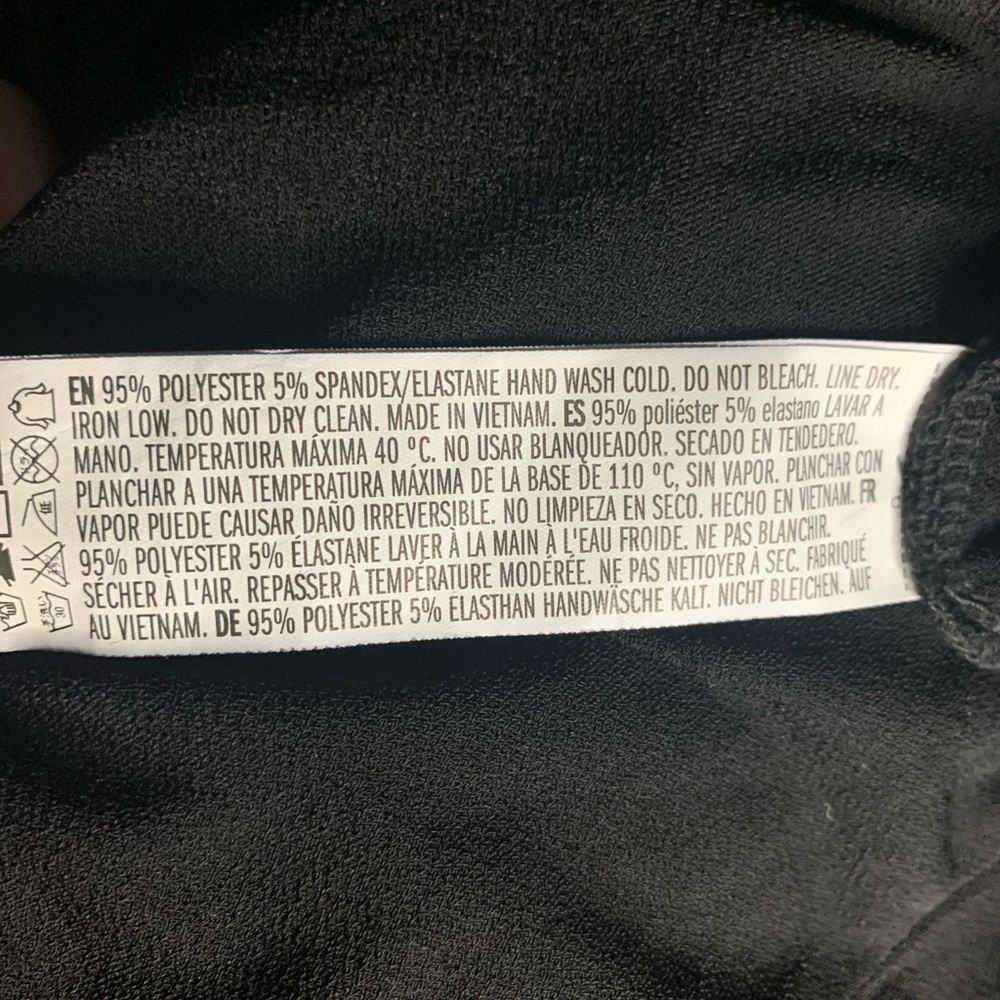 EN 95% POLYESTER 5% SPANDEX/ELASTANE HAND WASH COLD. DO NOT BLEACH. LINE DRY.
IRON LOW. DO NOT DRY CLEAN. MADE IN VIETNAM. ES 95% poliéster 5% elastano LAVAR A
MANO. TEMPERATURA MÁXIMA 40 °C. NO USAR BLANQUEADOR. SECADO EN TENDEDERO.
PLANCHAR A UNA TEMPERATURA MÁXIMA DE LA BASE DE 110 °C, SIN VAPOR. PLANCHAR CON
VAPOR PUEDE CAUSAR DAÑO IRREVERSIBLE. NO LIMPIEZA EN SECO. HECHO EN VIETNAM. FR
95% POLYESTER 5% ÉLASTANE LAVER À LA MAIN À L'EAU FROIDE. NE PAS BLANCHIR.
SÉCHER À L'AIR. REPASSER À TEMPÉRATURE MODÉRÉE. NE PAS NETTOYER À SEC. FABRIQUÉ
AU VIETNAM. DE 95% POLYESTER 5% ELASTHAN HANDWÄSCHE KALT. NICHT BLEICHEN. AUF